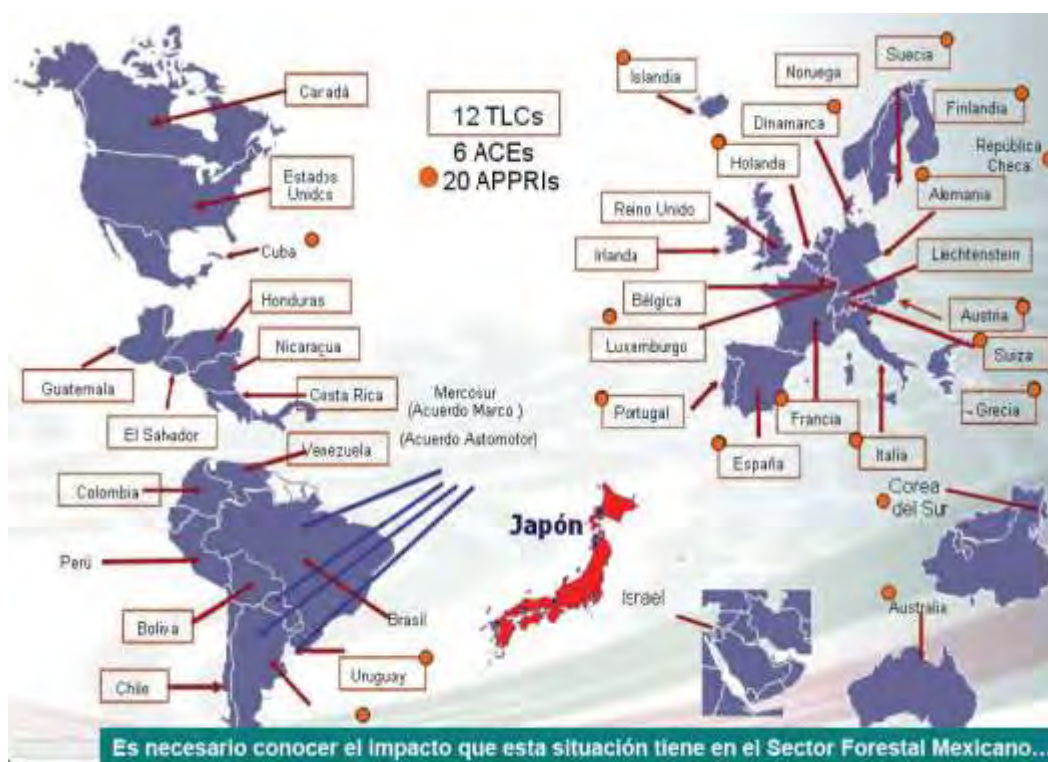 Caradá
Estados
Unidos
Cuba
Honduras
Nicaragua
Costa Rica
Guatemala
El Salvador
Venezuela
Colombia
Perú
Boliva
Brasil
Chile
Uruguay
12 TLCs
6 ACEs
20 APPRIs
Mercosur
(Acuerdo Marco )
(Acuerdo Automotor)
Japón
Israel
Islandia
Noruega
Suecia
Dinamarca
Finlandia
República
Checa
Holanda
Alemania
Reino Unido
Irlanda
Liechtenstein
Bélgica
Austria
Luxemburgo
Suiza
Portugal
Francia
Grecia
España
Italia
Corea
del Sur
Australia
Es necesario conocer el impacto que esta situación tiene en el Sector Forestal Mexicano...